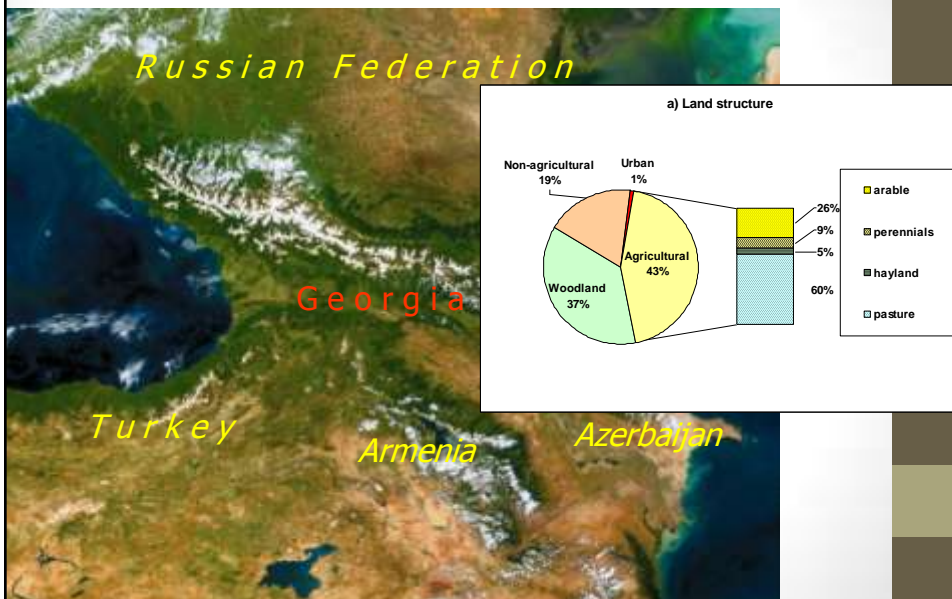 Russian Federation
a) Land structure
Non-agricultural
19%
Urban
1%
Agricultural
43%
Woodland
37%
26%
9%
5%
60%
arable
perennials
hayland
pasture
Georgia
Turkey
Armenia
Azerbaijan